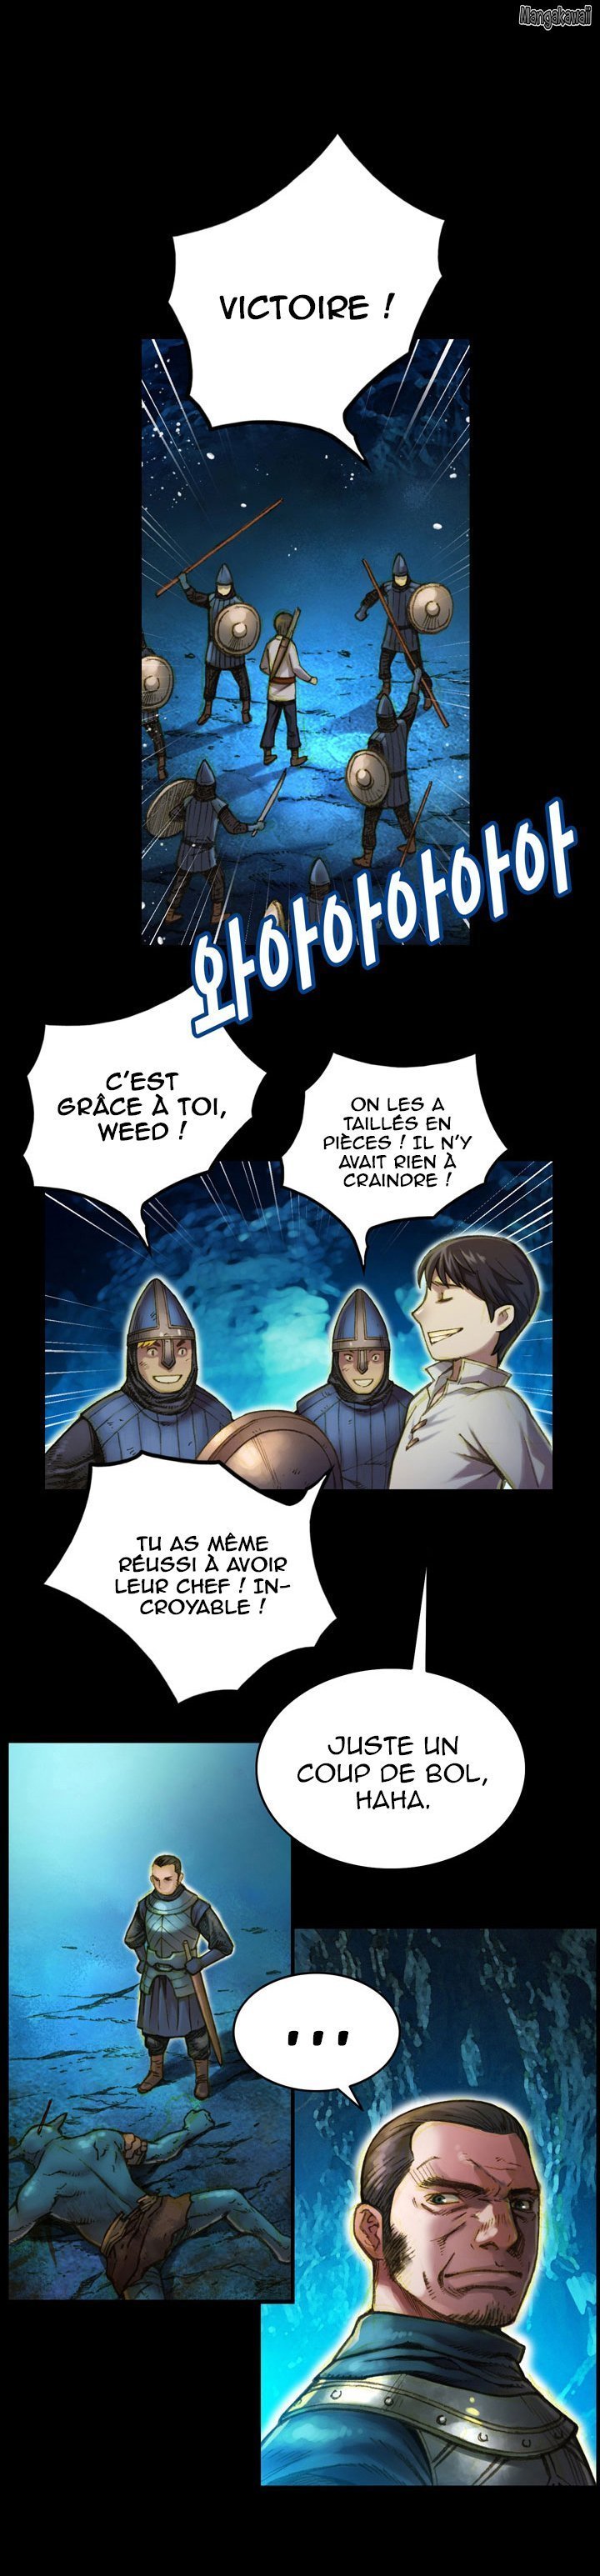 Mangakawaii
VICTOIRE !
와아아아아아
C'EST
GRÂCE À TOI,
WEED !
ON LES A
TAILLÉS EN
PIÈCES ! IL N'Y
AVAIT RIEN À
CRAINDRE !
TU AS MÊME
RÉUSSI À AVOIR
LEUR CHEF ! IN-
CROYABLE !
JUSTE UN
COUP DE BOL,
HAHA.
...